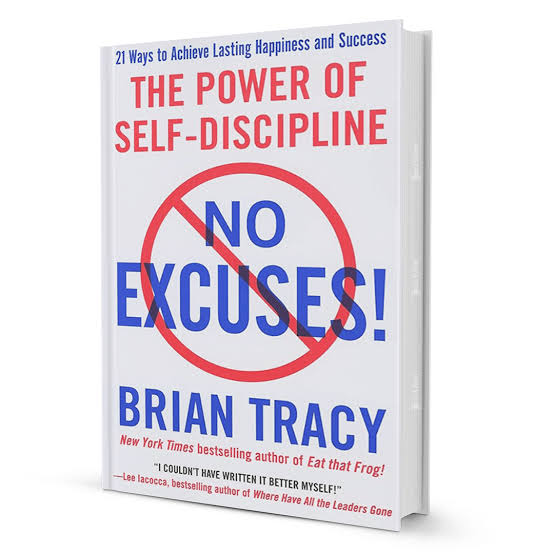 21 Ways to Achieve Lasting Happiness and Success
THE POWER OF
SELF-DISCIPLINE
NO
EXCUSES!
BRIAN TRACY
New York Times bestselling author of Eat that Frog!
"I COULDN'T HAVE WRITTEN IT BETTER MYSELF!"
—Lee Iacocca, bestselling author of Where Have All the Leaders Gone